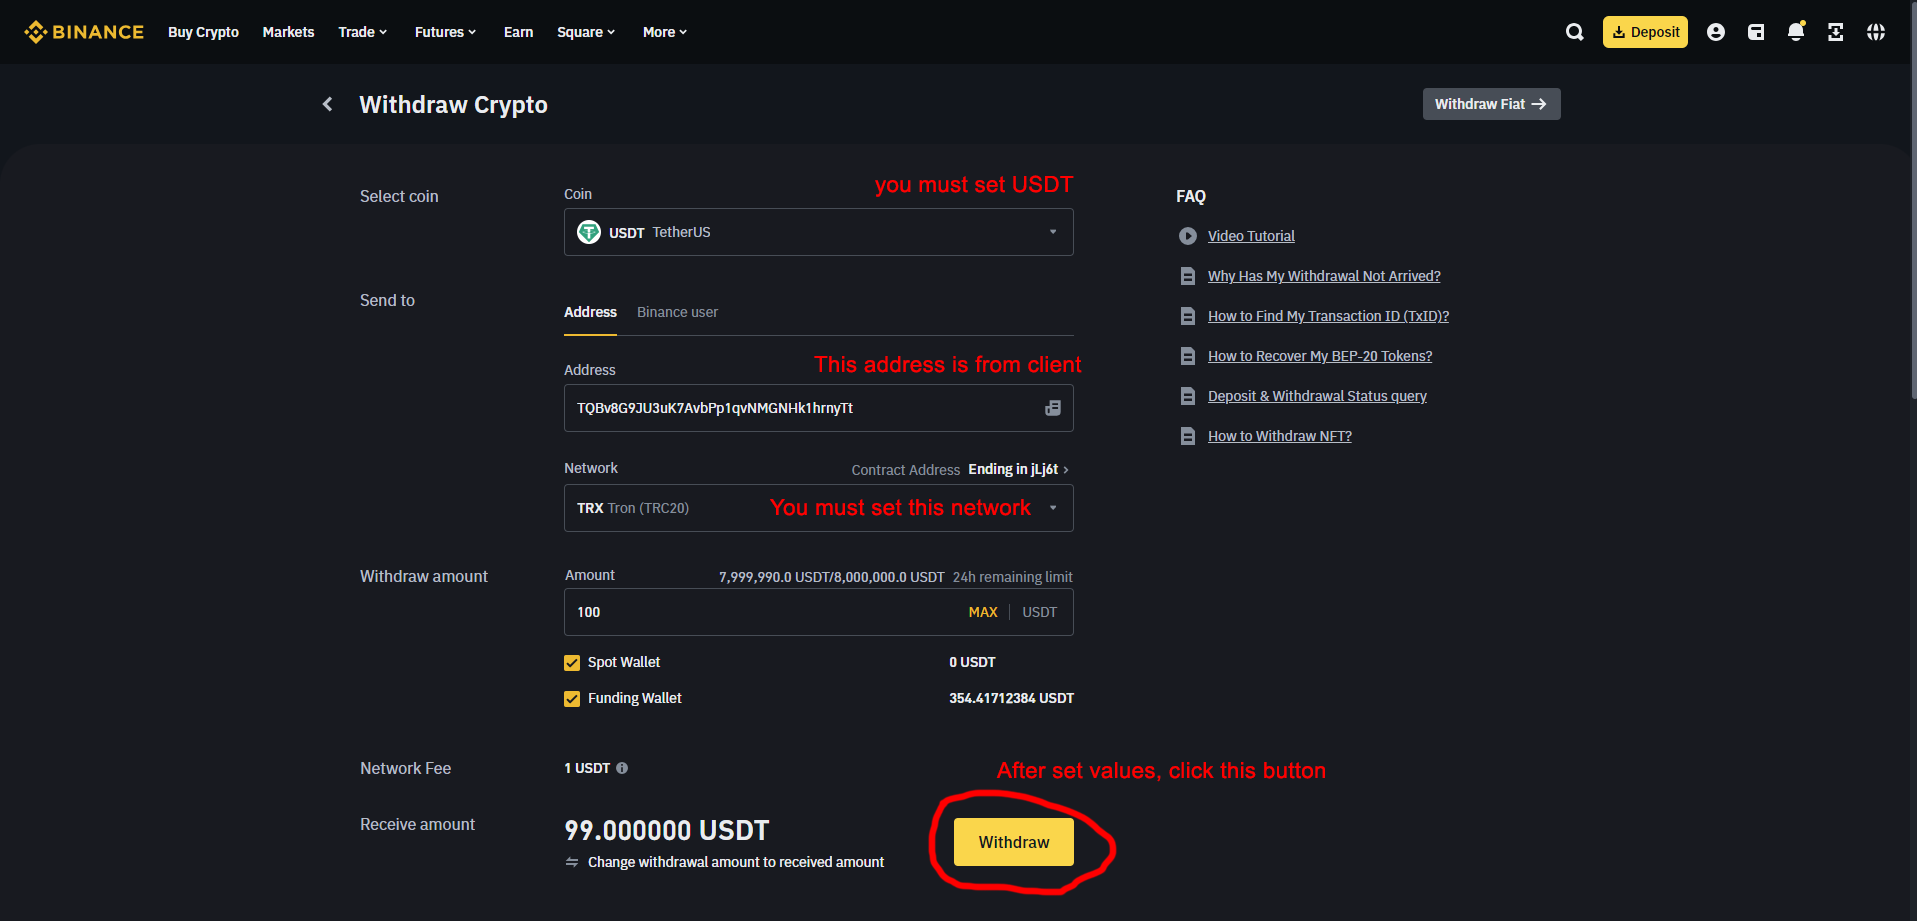 BINANCE Buy Crypto Markets Trade Futures Earn Square More Deposit
Withdraw Crypto Withdraw Fiat
Select coin
Coin
you must set USDT
USDT TetherUS
Send to
Address Binance user
Address
This address is from client
TQBv8G9JU3uK7AvbPp1qvNMGNHk1hrnyTt
Network Contract Address Ending in jLj6t
TRX Tron (TRC20) You must set this network
Withdraw amount
Amount 7,999,990.0 USDT/8,000,000.0 USDT 24h remaining limit
100 MAX USDT
Spot Wallet 0 USDT
Funding Wallet 354.41712384 USDT
Network Fee 1 USDT
After set values, click this button
Receive amount 99.000000 USDT
Change withdrawal amount to received amount
Withdraw
FAQ
Video Tutorial
Why Has My Withdrawal Not Arrived?
How to Find My Transaction ID (TxID)?
How to Recover My BEP-20 Tokens?
Deposit & Withdrawal Status query
How to Withdraw NFT?